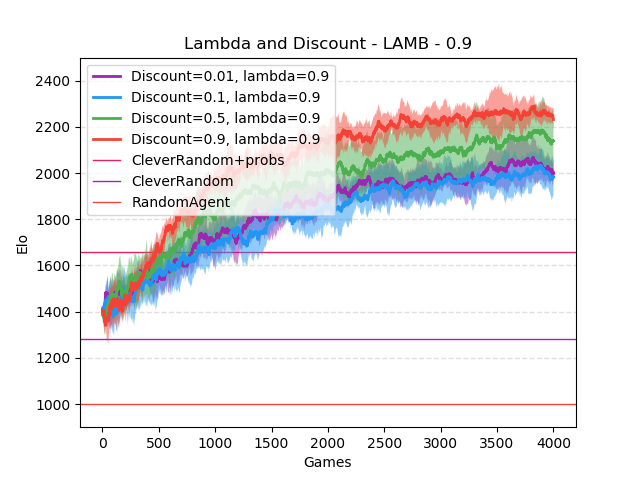 Lambda and Discount - LAMB - 0.9
Discount=0.01, lambda=0.9
Discount=0.1, lambda=0.9
Discount=0.5, lambda=0.9
Discount=0.9, lambda=0.9
CleverRandom+probs
CleverRandom
RandomAgent
2400
2200
2000
1800
1600
1400
1200
1000
Elo
0 500 1000 1500 2000 2500 3000 3500 4000
Games